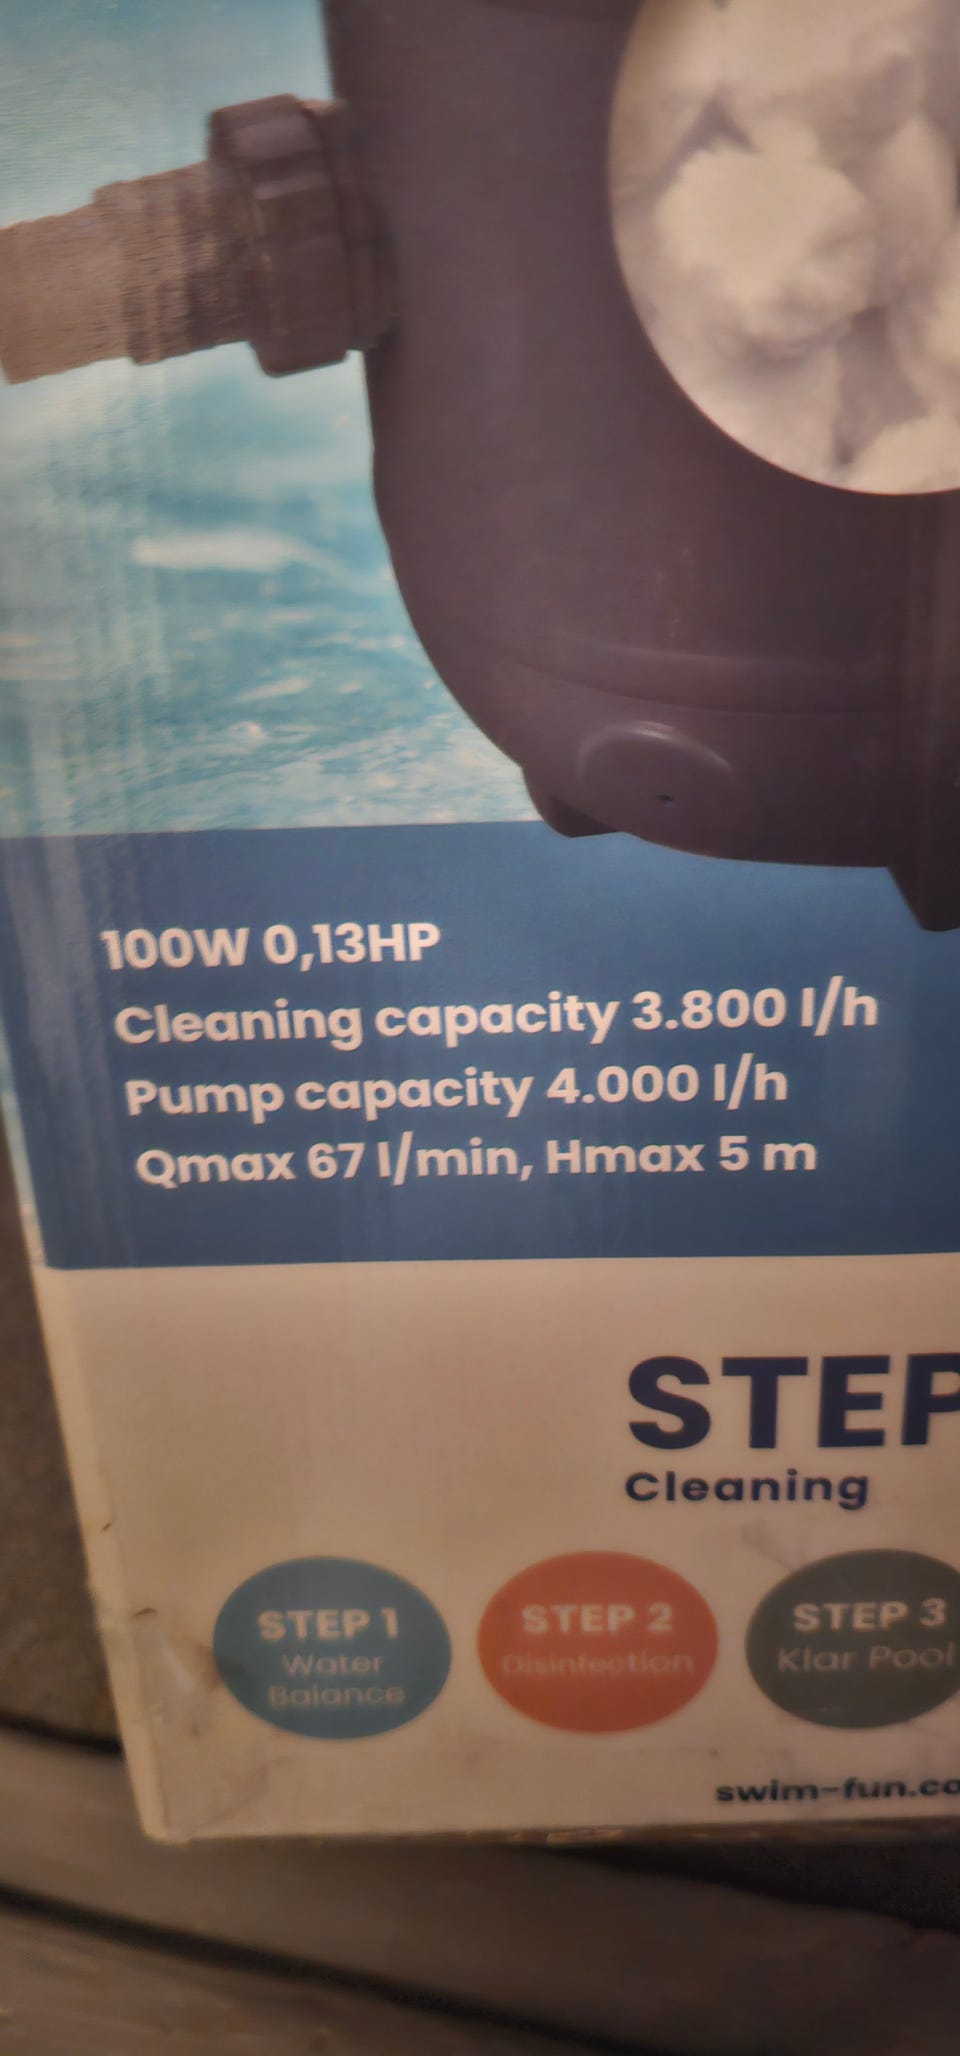 100W 0,13HP
Cleaning capacity 3.800 l/h
Pump capacity 4.000 l/h
Qmax 67 l/min, Hmax 5 m
STEP
Cleaning
STEP 1
Water
Balance
STEP 2
Disinfection
STEP 3
Klar Pool
swim-fun.co